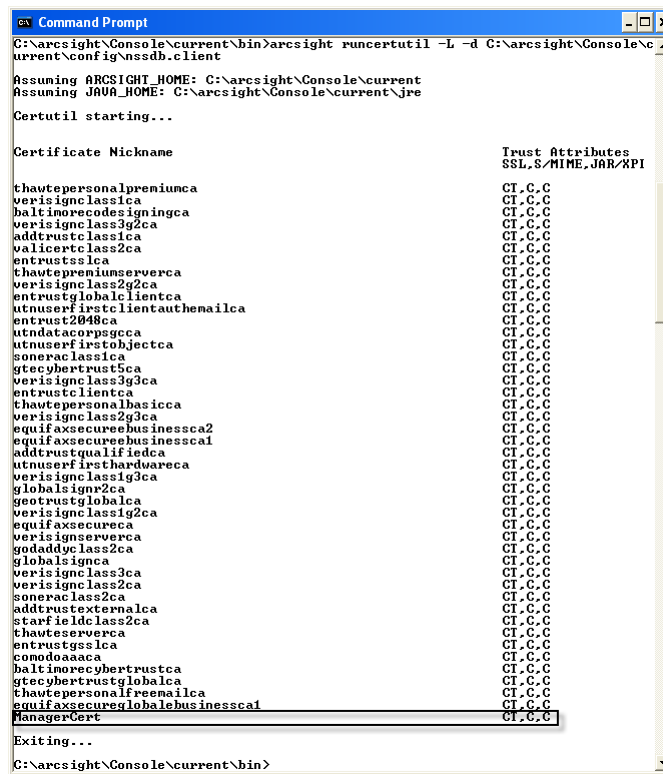 Command Prompt
C:\arcsight\Console\current\bin>arcsight runcertutil -L -d C:\arcsight\Console\c
urrent\config\nssdb.client
Assuming ARCSIGHT_HOME: C:\arcsight\Console\current
Assuming JAVA_HOME: C:\arcsight\Console\current\jre
Certutil starting...
Certificate Nickname Trust Attributes
SSL,S/MIME,JAR/XPI
thawtepersonalpremiumca CT,C,C
verisignclass1ca CT,C,C
baltimorecodesigningca CT,C,C
verisignclass3g2ca CT,C,C
addtrustclass1ca CT,C,C
valicertclass2ca CT,C,C
entrustsslca CT,C,C
thawtepremiumserverca CT,C,C
verisignclass2g2ca CT,C,C
entrustglobalclientca CT,C,C
utnuserfirstclientauthemailca CT,C,C
entrust2048ca CT,C,C
utndatacorpsgcca CT,C,C
utnuserfirstobjectca CT,C,C
soneraclass1ca CT,C,C
gtecybertrust5ca CT,C,C
verisignclass3g3ca CT,C,C
entrustclientca CT,C,C
thawtepersonalbasicca CT,C,C
verisignclass2g3ca CT,C,C
equifaxsecureebusinessca2 CT,C,C
equifaxsecureebusinessca1 CT,C,C
addtrustqualifiedca CT,C,C
utnuserfirsthardwareca CT,C,C
verisignclass1g3ca CT,C,C
globalsignr2ca CT,C,C
geotrustglobalca CT,C,C
verisignclass1g2ca CT,C,C
equifaxsecureca CT,C,C
verisignserverca CT,C,C
godaddyclass2ca CT,C,C
globalsignca CT,C,C
verisignclass3ca CT,C,C
verisignclass2ca CT,C,C
soneraclass2ca CT,C,C
addtrustexternalca CT,C,C
starfieldclass2ca CT,C,C
thawteserverca CT,C,C
entrustgsslca CT,C,C
comodoaaaca CT,C,C
baltimorecybertrustca CT,C,C
gtecybertrustglobalca CT,C,C
thawtepersonalfreemailca CT,C,C
equifaxsecureglobalebusinessca1 CT,C,C
ManagerCert CT,C,C
Exiting...
C:\arcsight\Console\current\bin>